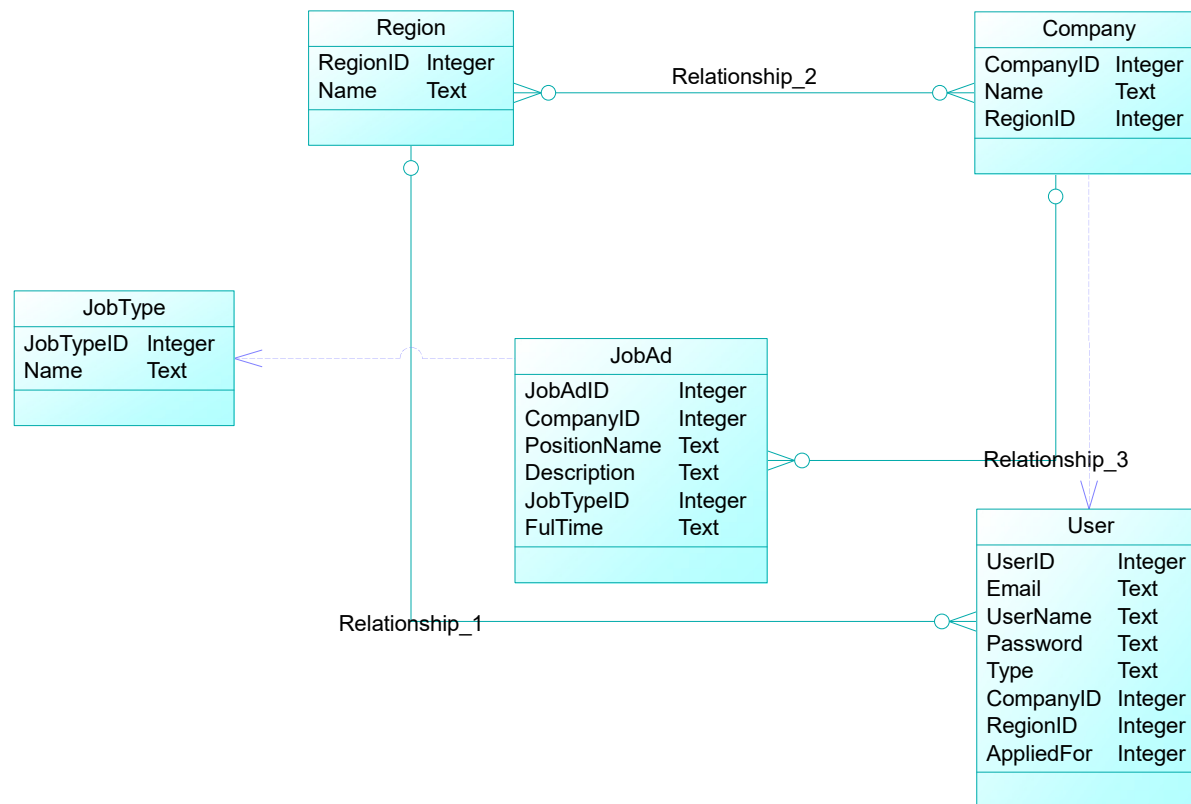 Region
RegionID Integer
Name Text
Relationship_2
Company
CompanyID Integer
Name Text
RegionID Integer
JobType
JobTypeID Integer
Name Text
JobAd
JobAdID Integer
CompanyID Integer
PositionName Text
Description Text
JobTypeID Integer
FulTime Text
Relationship_3
User
UserID Integer
Email Text
UserName Text
Password Text
Type Text
CompanyID Integer
RegionID Integer
AppliedFor Integer
Relationship_1